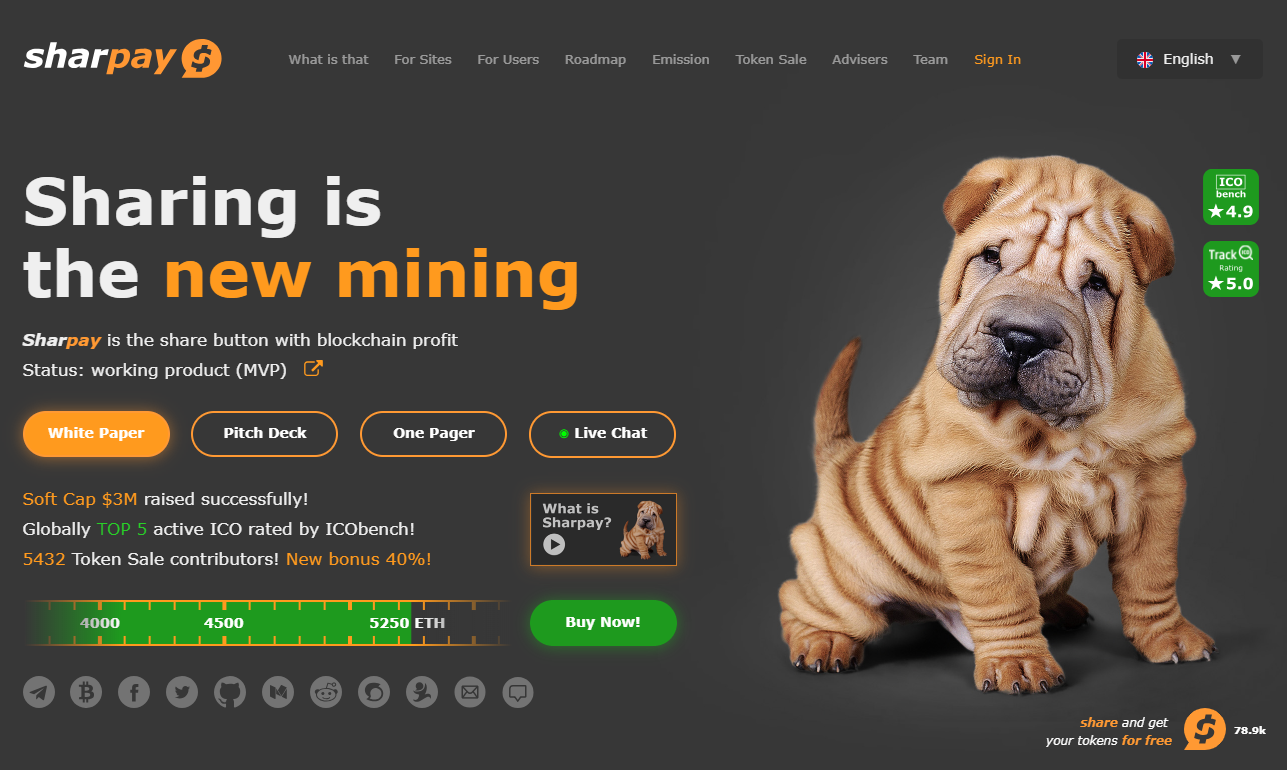 sharpay
What is that
For Sites
For Users
Roadmap
Emission
Token Sale
Advisers
Team
Sign In
English
Sharing is
the new mining
Sharpay is the share button with blockchain profit
Status: working product (MVP)
White Paper
Pitch Deck
One Pager
Live Chat
Soft Cap $3M raised successfully!
Globally TOP 5 active ICO rated by ICObench!
5432 Token Sale contributors! New bonus 40%!
What is
Sharpay?
4000
4500
5250 ETH
Buy Now!
ICO
bench
★4.9
Track ICO
Rating
★5.0
share and get
your tokens for free
78.9k